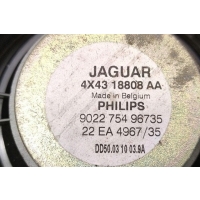 JAGUAR
4X43 18808 AA
Made in Belgium
PHILIPS
9022 754 98735
22 EA 4967/35
DD50.03 10 03.9A